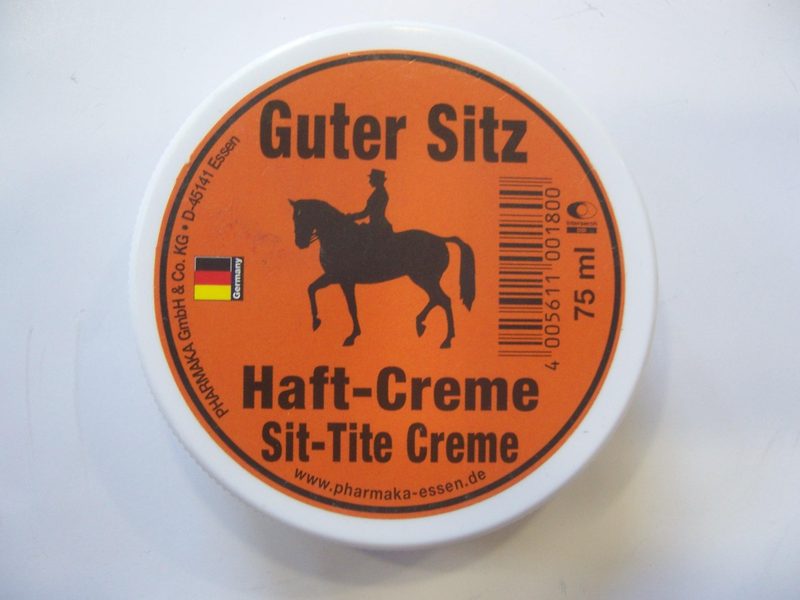 Guter Sitz
PHARMAKA GmbH & Co. KG • D-45141 Essen
Germany
4 005611 001800
75 ml
Haft-Creme
Sit-Tite Creme
www.pharmaka-essen.de